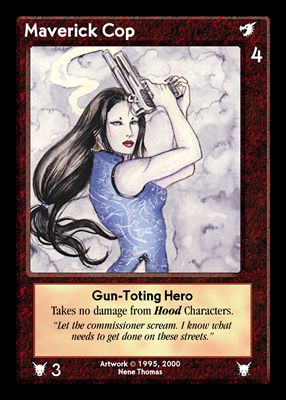 Maverick Cop
4
Gun-Toting Hero
Takes no damage from Hood Characters.
“Let the commissioner scream. I know what
needs to get done on these streets.”
3
Artwork © 1995, 2000
Nene Thomas